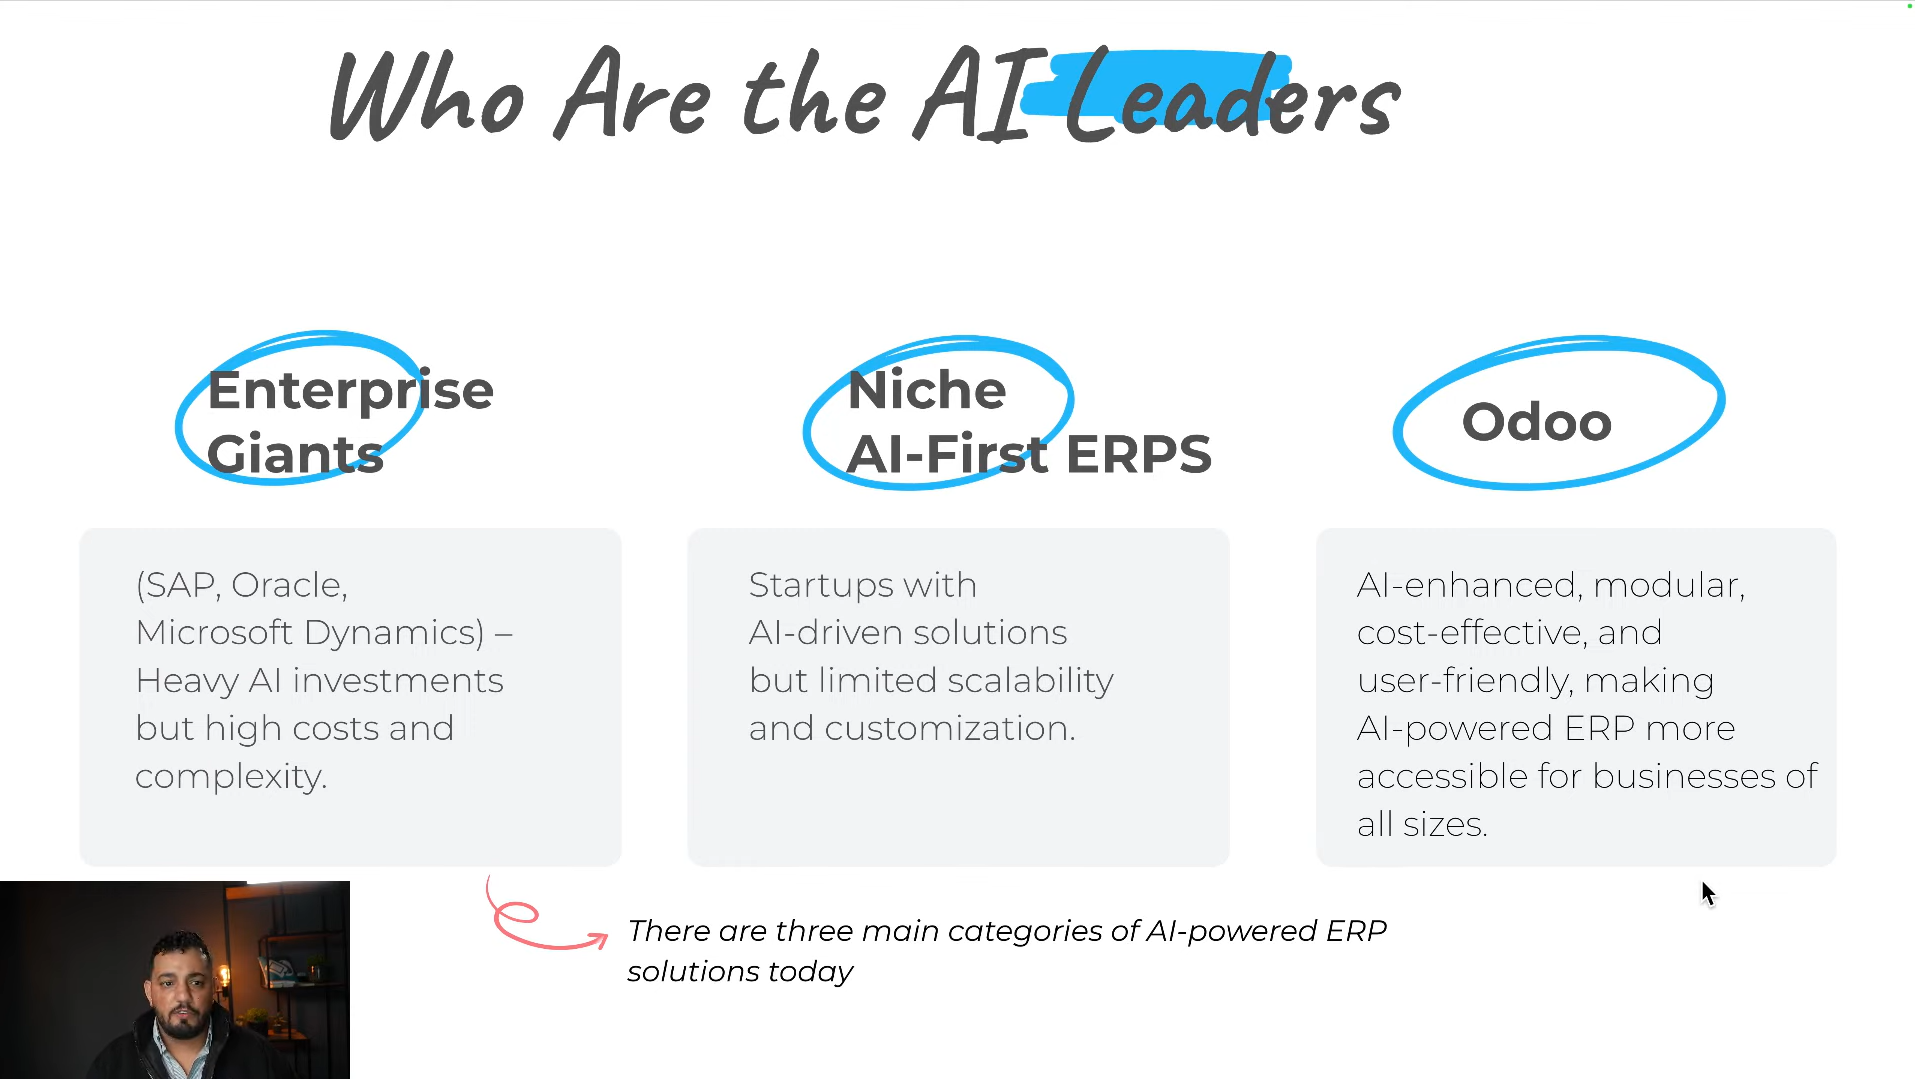 Who Are the AI Leaders
Enterprise
Giants
(SAP, Oracle,
Microsoft Dynamics) –
Heavy AI investments
but high costs and
complexity.
Niche
AI-First ERPS
Startups with
AI-driven solutions
but limited scalability
and customization.
Odoo
AI-enhanced, modular,
cost-effective, and
user-friendly, making
AI-powered ERP more
accessible for businesses of
all sizes.
There are three main categories of AI-powered ERP
solutions today